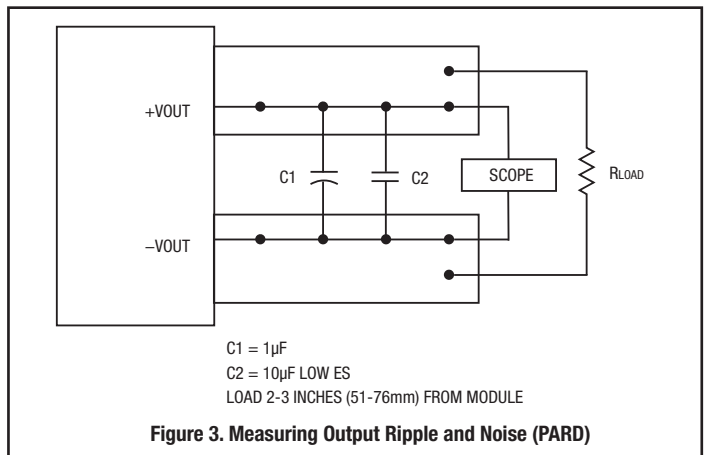 +VOUT
C1
C2
SCOPE
RLOAD
−VOUT
C1 = 1µF
C2 = 10µF LOW ES
LOAD 2-3 INCHES (51-76mm) FROM MODULE
Figure 3. Measuring Output Ripple and Noise (PARD)